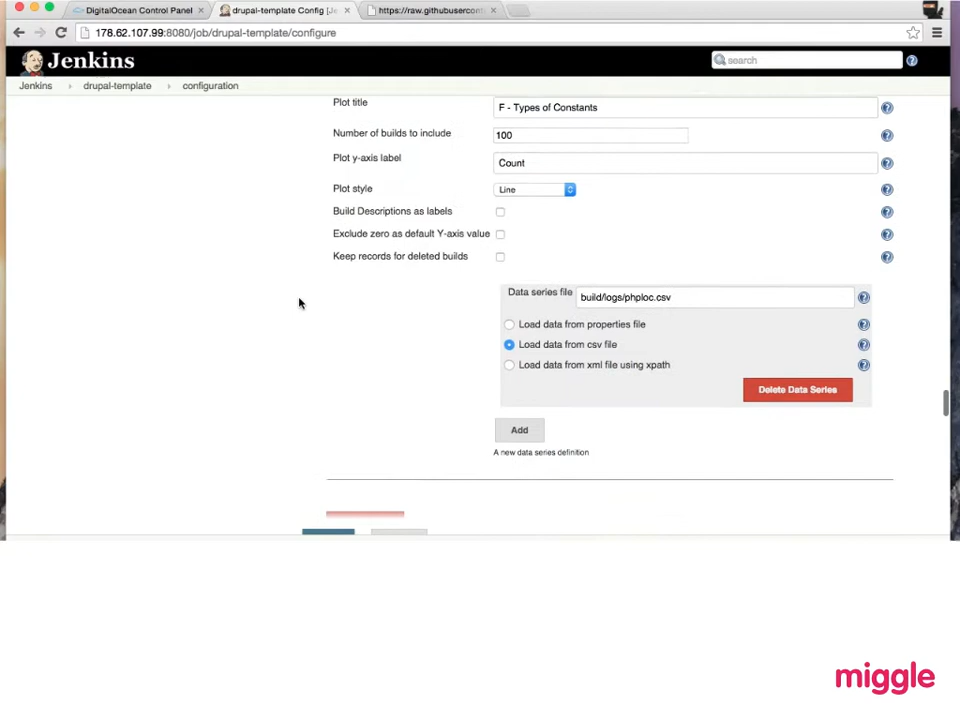 DigitalOcean Control Panel
drupal-template Config [Je
https://raw.githubusercont
178.62.107.99:8080/job/drupal-template/configure
Jenkins
search
Jenkins drupal-template configuration
Plot title F - Types of Constants
Number of builds to include 100
Plot y-axis label Count
Plot style Line
Build Descriptions as labels
Exclude zero as default Y-axis value
Keep records for deleted builds
Data series file build/logs/phploc.csv
Load data from properties file
Load data from csv file
Load data from xml file using xpath
Delete Data Series
Add
A new data series definition
miggle